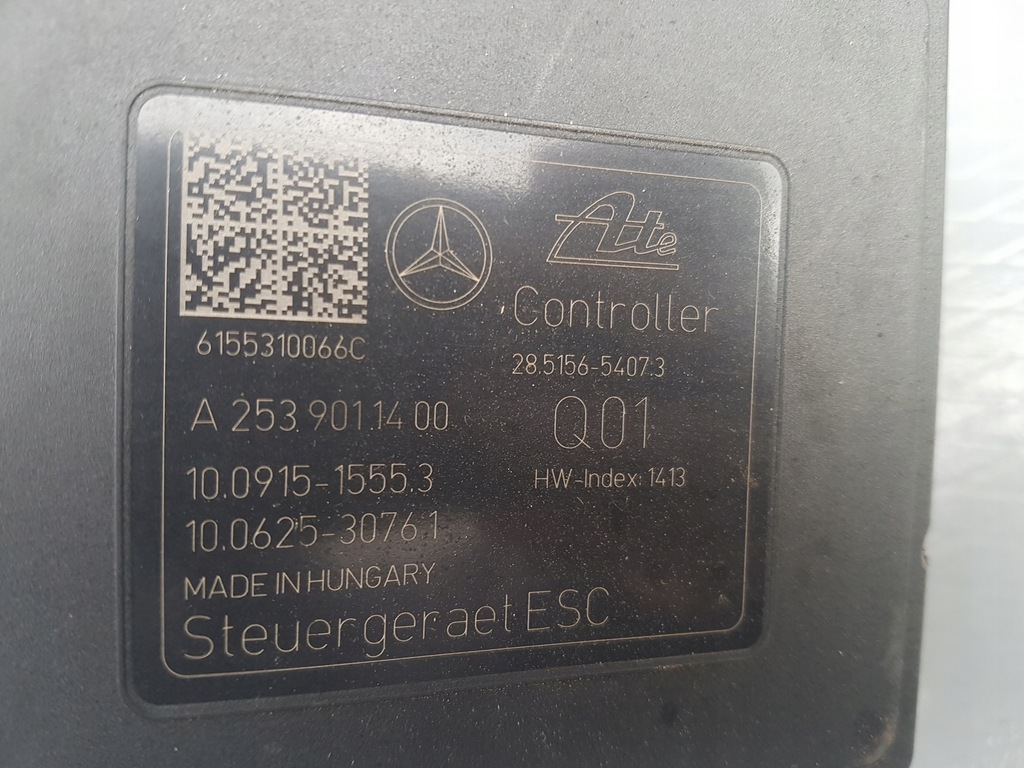 Ate
Controller
6155310066C
28.5156-5407.3
A 253 901 14 00
Q01
10.0915-1555.3
HW-Index: 1413
10.0625-3076.1
MADE IN HUNGARY
Steuergeraet ESC